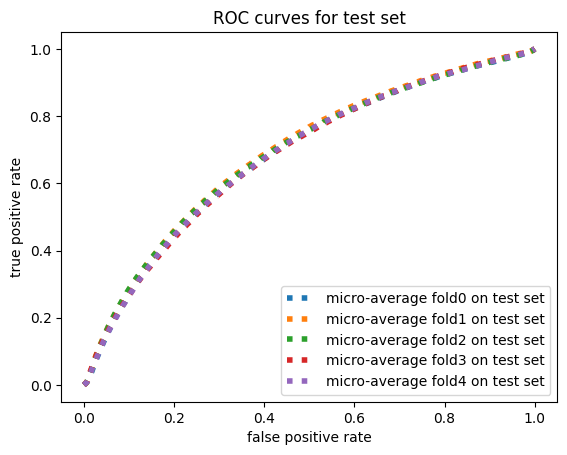 ROC curves for test set
1.0
0.8
0.6
0.4
0.2
0.0
true positive rate
micro-average fold0 on test set
micro-average fold1 on test set
micro-average fold2 on test set
micro-average fold3 on test set
micro-average fold4 on test set
0.0 0.2 0.4 0.6 0.8 1.0
false positive rate